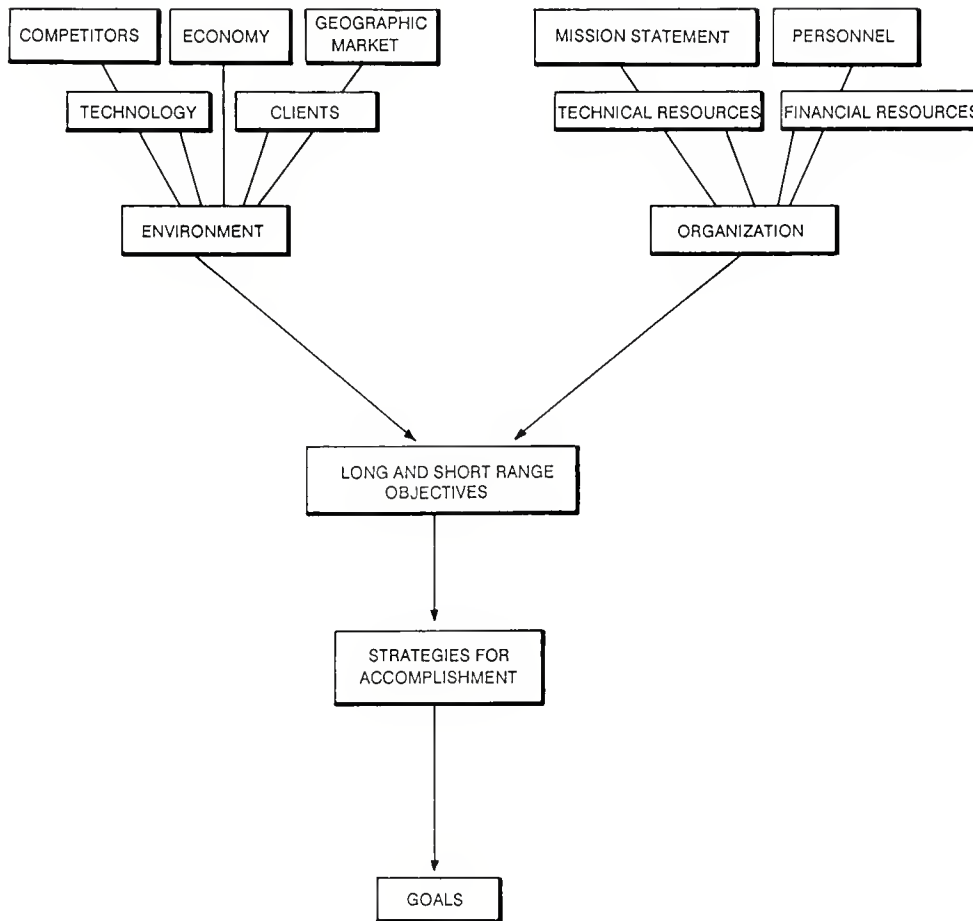 COMPETITORS
ECONOMY
GEOGRAPHIC
MARKET
MISSION STATEMENT
PERSONNEL
TECHNOLOGY
CLIENTS
TECHNICAL RESOURCES
FINANCIAL RESOURCES
ENVIRONMENT
ORGANIZATION
LONG AND SHORT RANGE
OBJECTIVES
STRATEGIES FOR
ACCOMPLISHMENT
GOALS